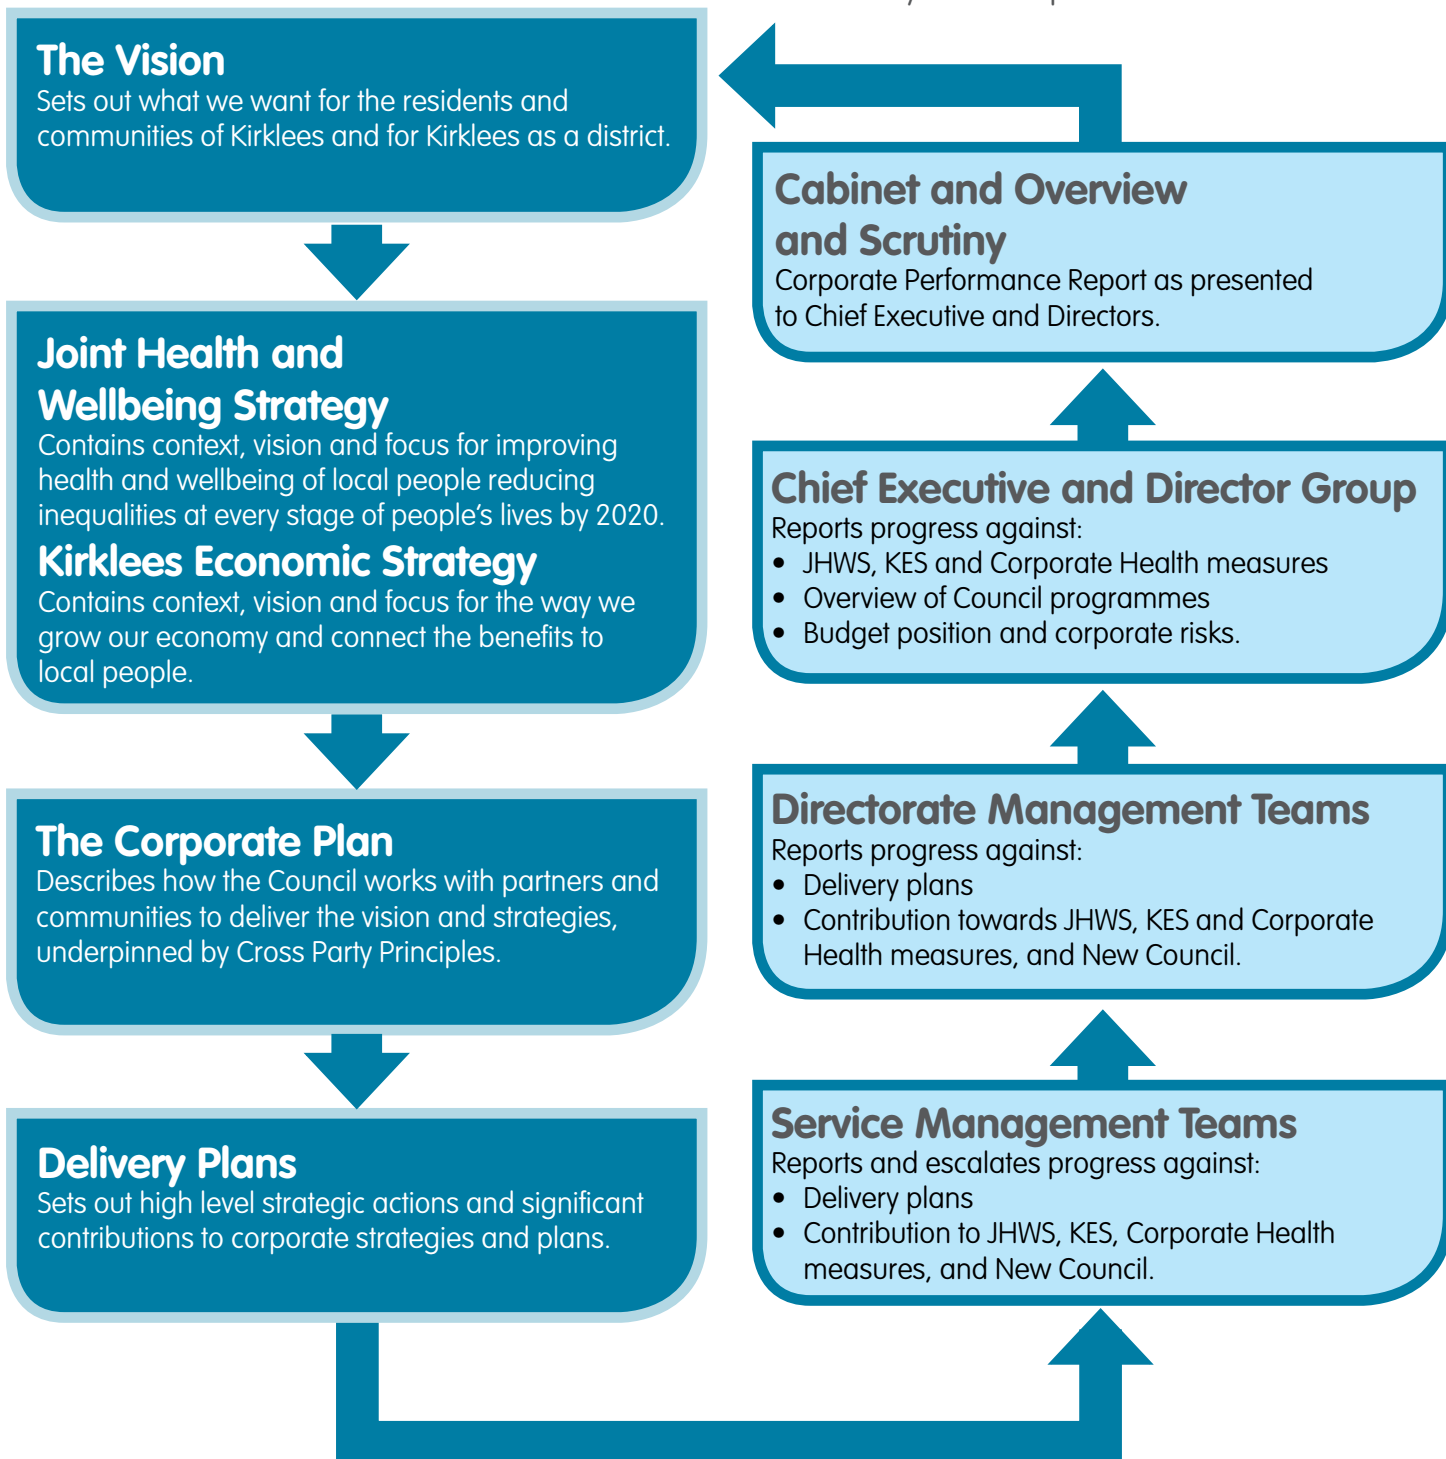 The Vision
Sets out what we want for the residents and
communities of Kirklees and for Kirklees as a district.
Joint Health and
Wellbeing Strategy
Contains context, vision and focus for improving
health and wellbeing of local people reducing
inequalities at every stage of people's lives by 2020.
Kirklees Economic Strategy
Contains context, vision and focus for the way we
grow our economy and connect the benefits to
local people.
The Corporate Plan
Describes how the Council works with partners and
communities to deliver the vision and strategies,
underpinned by Cross Party Principles.
Delivery Plans
Sets out high level strategic actions and significant
contributions to corporate strategies and plans.
Cabinet and Overview
and Scrutiny
Corporate Performance Report as presented
to Chief Executive and Directors.
Chief Executive and Director Group
Reports progress against:
• JHWS, KES and Corporate Health measures
• Overview of Council programmes
• Budget position and corporate risks.
Directorate Management Teams
Reports progress against:
• Delivery plans
• Contribution towards JHWS, KES and Corporate
Health measures, and New Council.
Service Management Teams
Reports and escalates progress against:
• Delivery plans
• Contribution to JHWS, KES, Corporate Health
measures, and New Council.